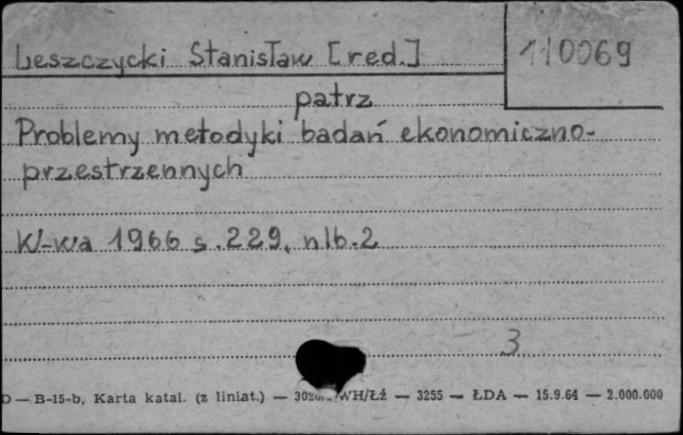 Leszczycki Stanisław [red.] 110069
patrz
Problemy metodyki badań ekonomiczno-
przestrzennych
W-wa 1966 s. 229, nlb. 2
3
D — B-15-b, Karta katal. (z liniat.) — WH/Łź — 3255 — ŁDA — 15.9.64 — 2.000.000